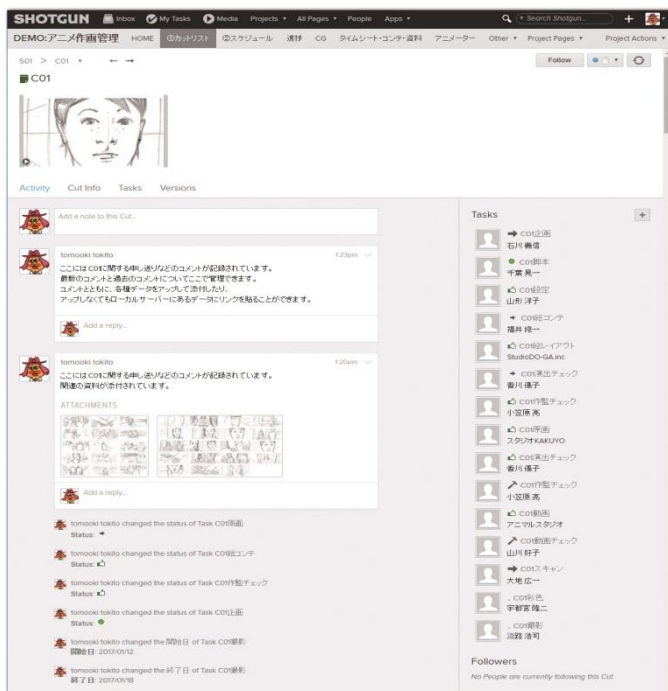 SHOTGUN Inbox My Tasks Media Projects All Pages People Apps Search Shotgun...
DEMO:アニメ作画管理 HOME ①カットリスト ②スケジュール 進捗 CG タイムシート・コンテ・資料 アニメーター Other Project Pages Project Actions
S01 > C01
Follow
C01
Activity Cut Info Tasks Versions
Add a note to this Cut...
tomooki tokito 1:23pm
ここにはC01に関する申し送りなどのコメントが記録されています。
最新のコメントと過去のコメントについてここで管理できます。
コメントとともに、各種データをアップして添付したり、
アップしなくてもローカルサーバーにあるデータにリンクを貼ることができます。
Add a reply...
tomooki tokito 1:20pm
ここにはC01に関する申し送りなどのコメントが記録されています。
関連の資料が添付されています。
ATTACHMENTS
Add a reply...
tomooki tokito changed the status of Task C01原画
Status:
tomooki tokito changed the status of Task C01絵コンテ
Status:
tomooki tokito changed the status of Task C01作監チェック
Status:
tomooki tokito changed the status of Task C01企画
Status:
tomooki tokito changed the 開始日 of Task C01撮影
開始日: 2017/01/12
tomooki tokito changed the 終了日 of Task C01撮影
終了日: 2017/01/18
Tasks
C01企画
石川 義信
C01脚本
千葉 晃一
C01設定
山形 洋子
C01絵コンテ
福井 修一
C01絵レイアウト
StudioDO-GA.inc
C01演出チェック
香川 優子
C01作監チェック
小笠原 亮
C01原画
スタジオKAKUYO
C01演出チェック
香川 優子
C01作監チェック
小笠原 亮
C01動画
アニマルスタジオ
C01動画チェック
山川 好子
C01スキャン
大地 広一
C01彩色
宇都宮 隆二
C01撮影
淡路 浩司
Followers
No People are currently following this Cut